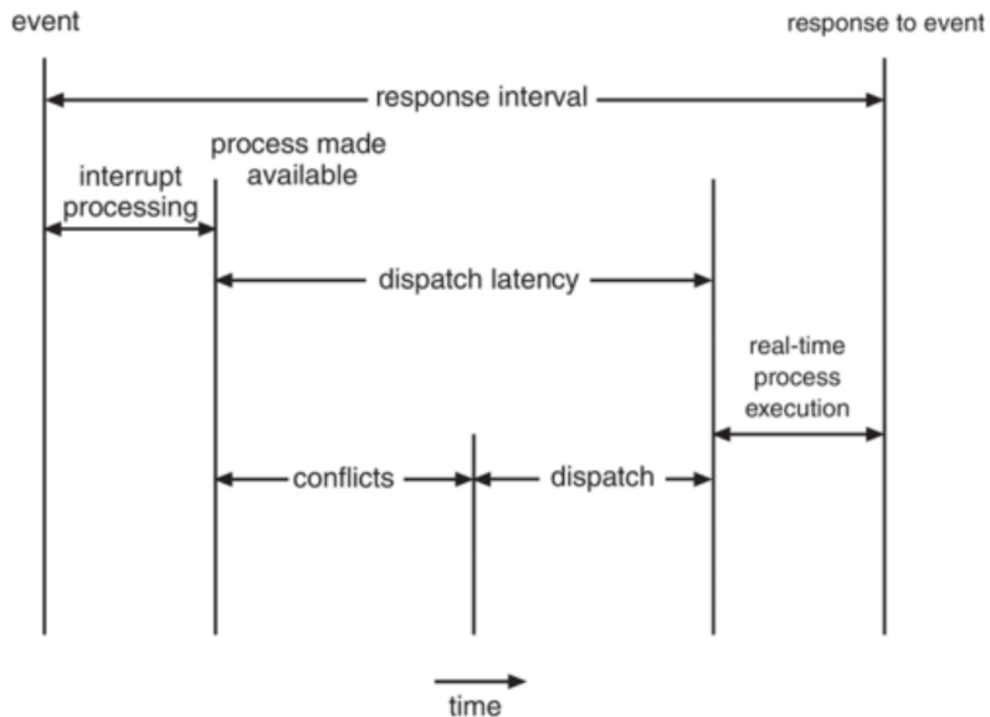 event
response to event
response interval
process made
available
interrupt
processing
dispatch latency
real-time
process
execution
conflicts
dispatch
time